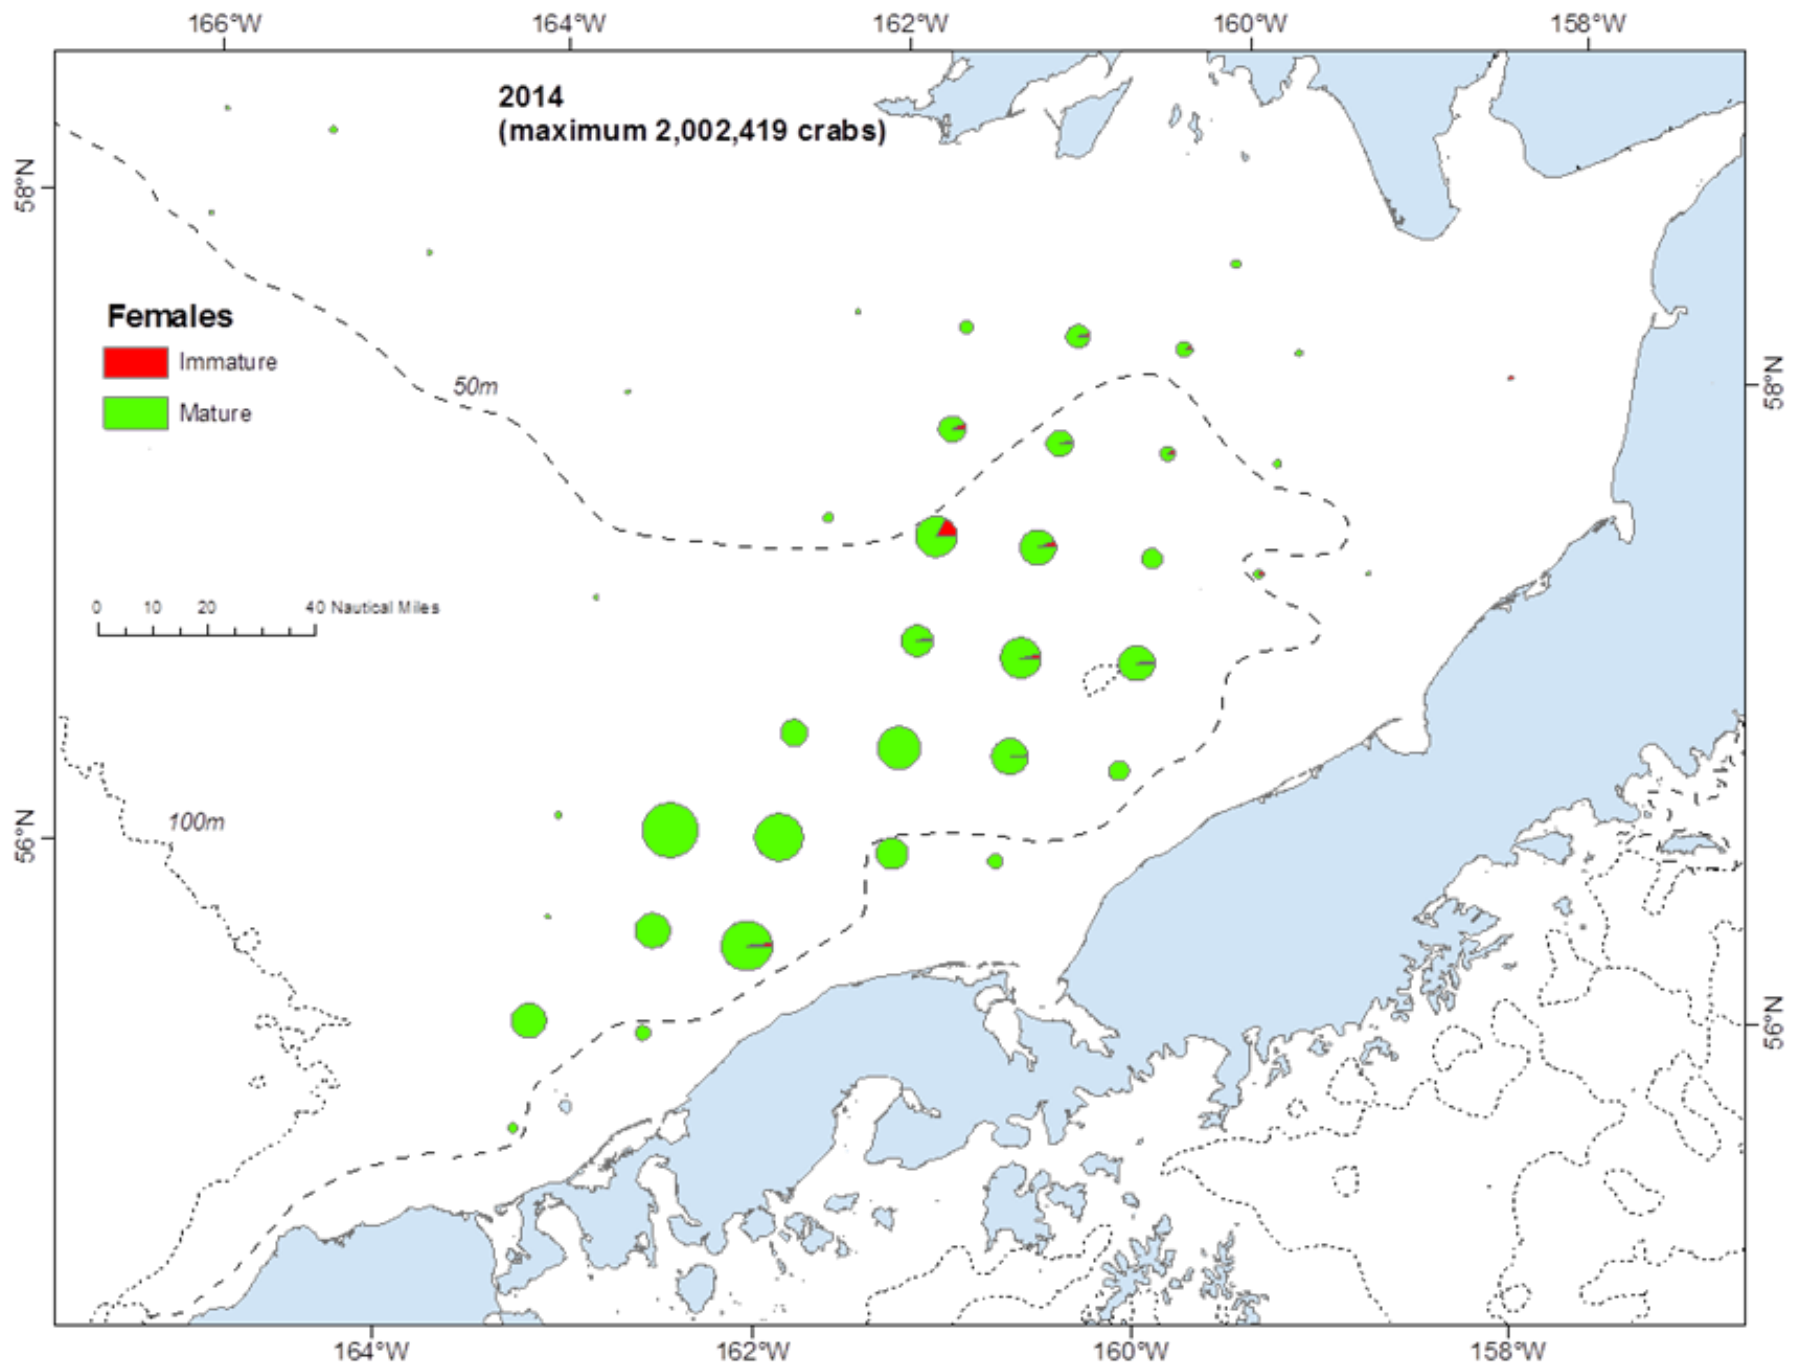 166°W 164°W 162°W 160°W 158°W
2014
(maximum 2,002,419 crabs)
58°N
Females
Immature
Mature
50m
58°N
0 10 20 40 Nautical Miles
100m
56°N
56°N
164°W 162°W 160°W 158°W